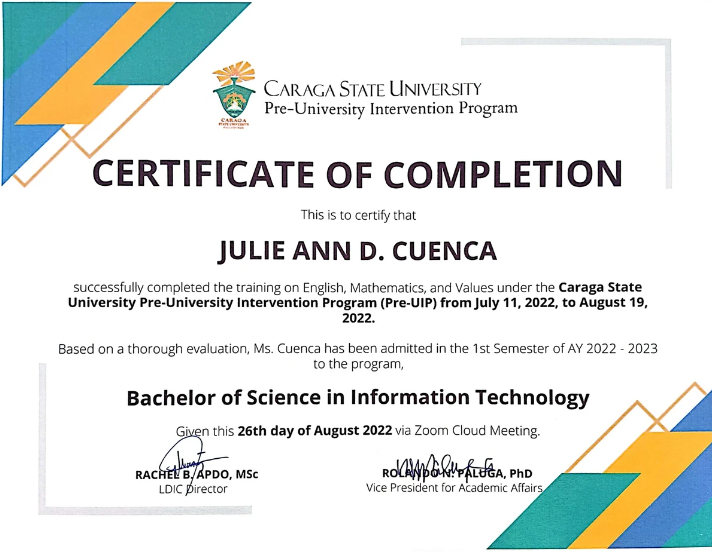 CARAGA STATE UNIVERSITY
Pre-University Intervention Program
CARAGA
CERTIFICATE OF COMPLETION
This is to certify that
JULIE ANN D. CUENCA
successfully completed the training on English, Mathematics, and Values under the Caraga State
University Pre-University Intervention Program (Pre-UIP) from July 11, 2022, to August 19,
2022.
Based on a thorough evaluation, Ms. Cuenca has been admitted in the 1st Semester of AY 2022 - 2023
to the program,
Bachelor of Science in Information Technology
Given this 26th day of August 2022 via Zoom Cloud Meeting.
RACHEL B. APDO, MSc
LDIC Director
ROLANDO N. PALUGA, PhD
Vice President for Academic Affairs